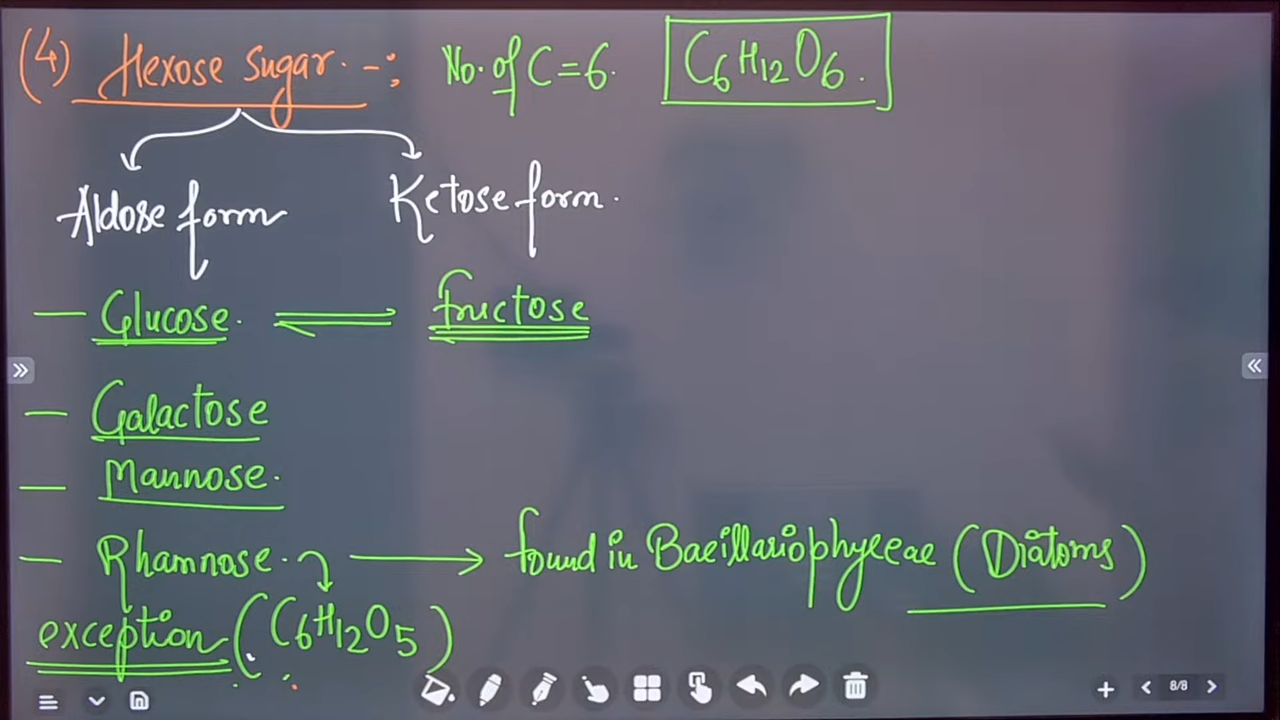 (4) Hexose Sugar. -: No. of C = 6. C₆H₁₂O₆.
Aldose form Ketose form.
— Glucose. ⇌ fructose
— Galactose
— Mannose.
— Rhamnose. → found in Bacillariophyceae (Diatoms)
exception (C₆H₁₂O₅)
8/8